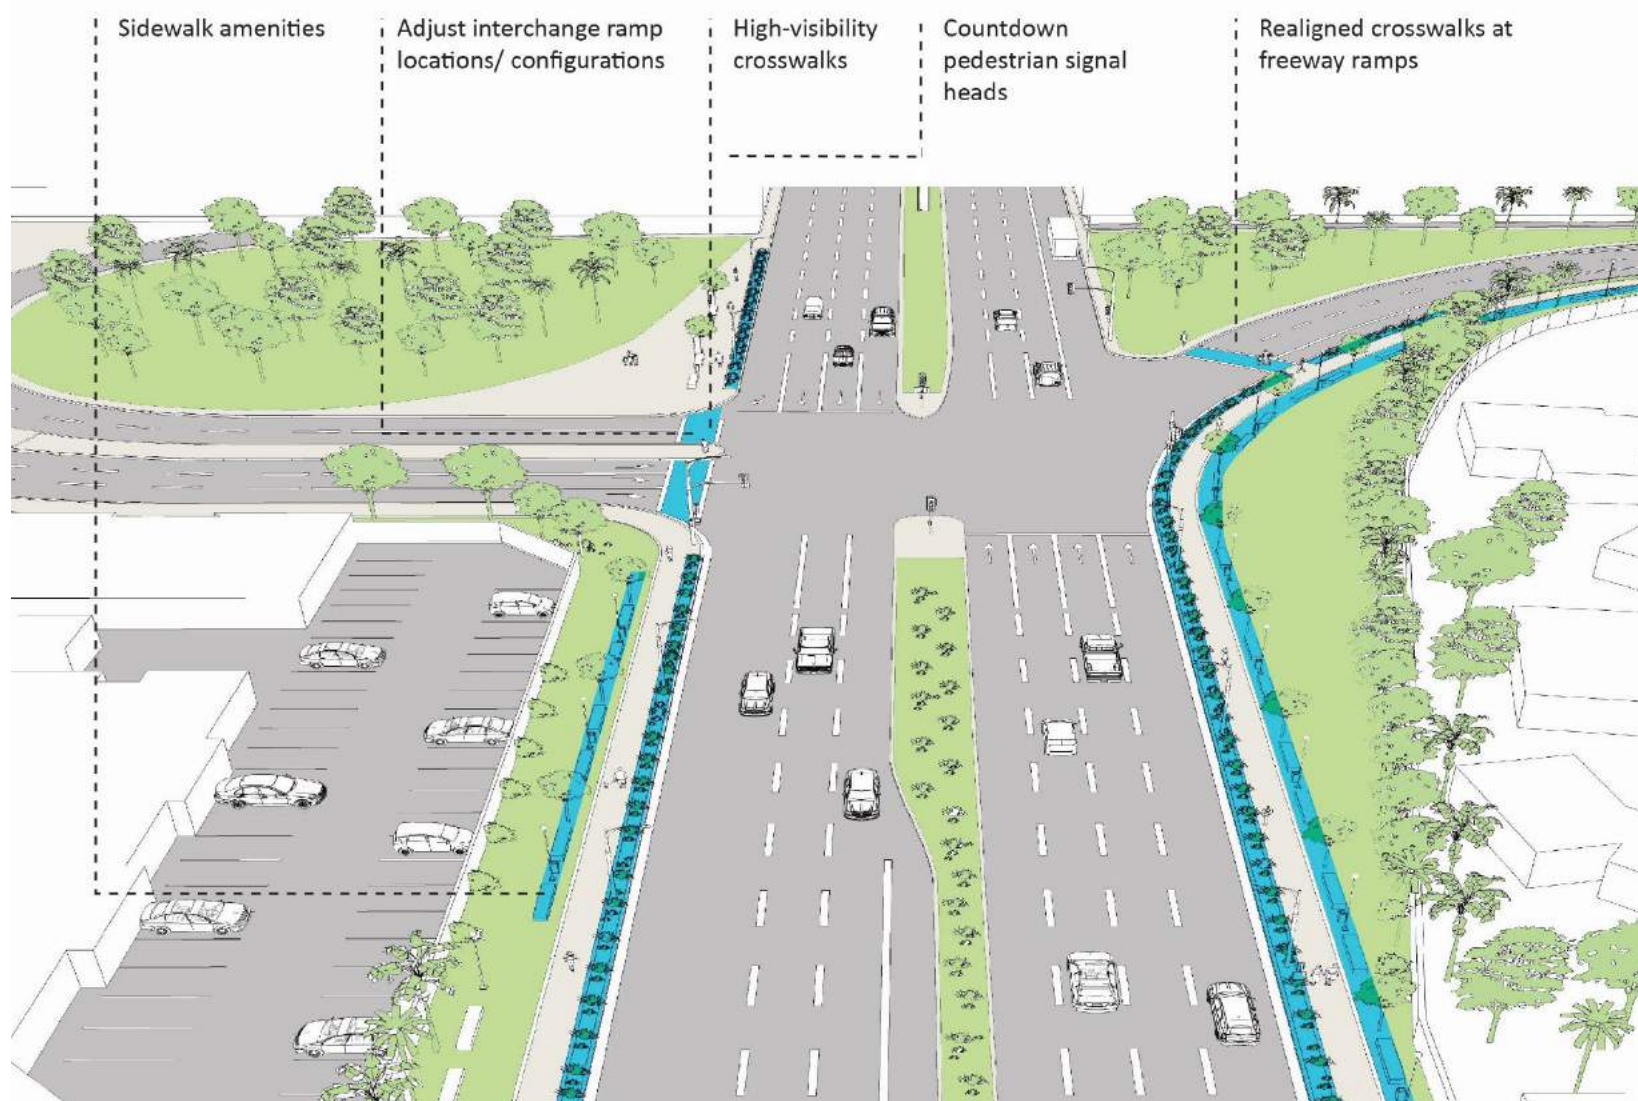 Sidewalk amenities
Adjust interchange ramp
locations/ configurations
High-visibility
crosswalks
Countdown
pedestrian signal
heads
Realigned crosswalks at
freeway ramps